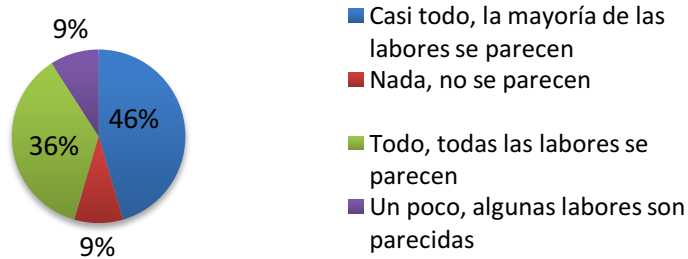 9%
46%
36%
9%
Casi todo, la mayoría de las
labores se parecen
Nada, no se parecen
Todo, todas las labores se
parecen
Un poco, algunas labores son
parecidas